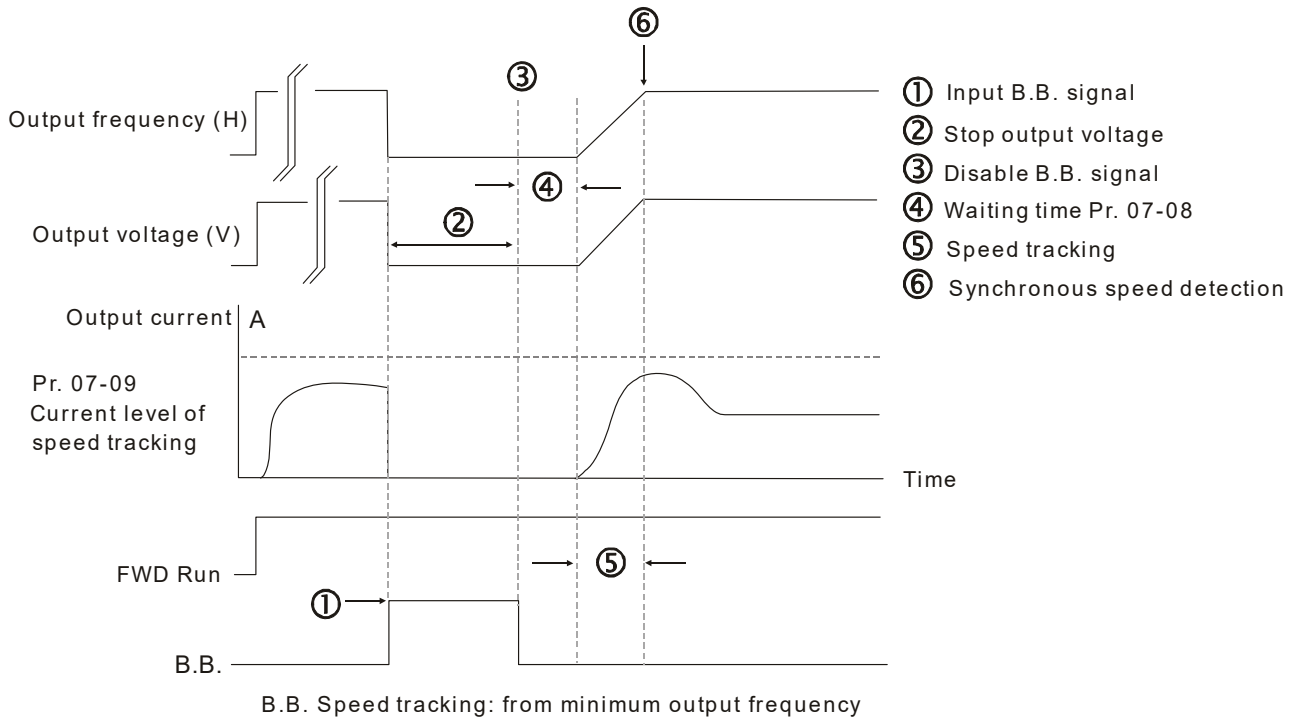 ⑥
③
Output frequency (H)
④
Output voltage (V)
②
① Input B.B. signal
② Stop output voltage
③ Disable B.B. signal
④ Waiting time Pr. 07-08
⑤ Speed tracking
⑥ Synchronous speed detection
Output current
A
Pr. 07-09
Current level of
speed tracking
Time
FWD Run
⑤
①
B.B.
B.B. Speed tracking: from minimum output frequency